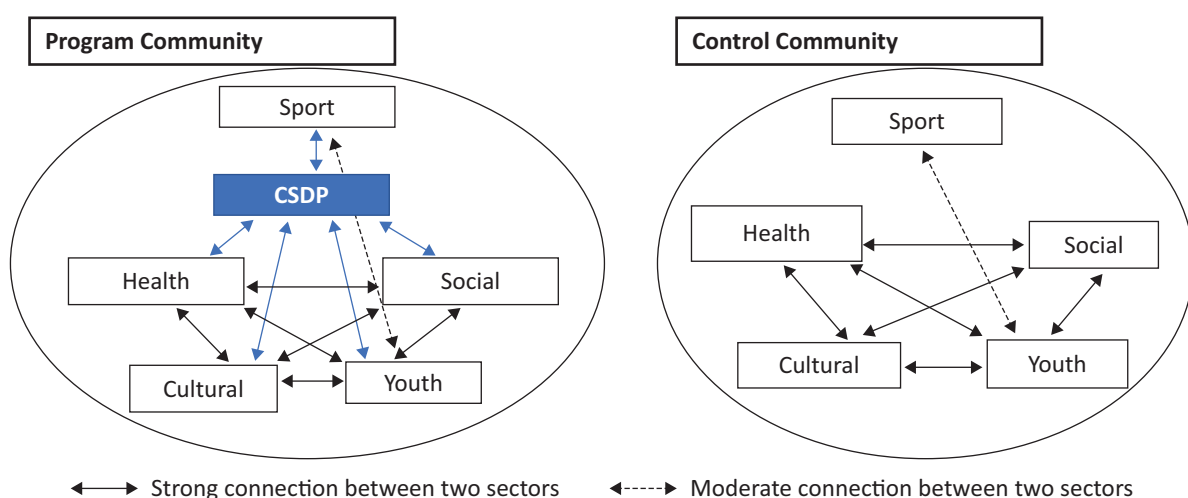 Program Community
Sport
CSDP
Health
Social
Cultural
Youth
Control Community
Sport
Health
Social
Cultural
Youth
Strong connection between two sectors
Moderate connection between two sectors